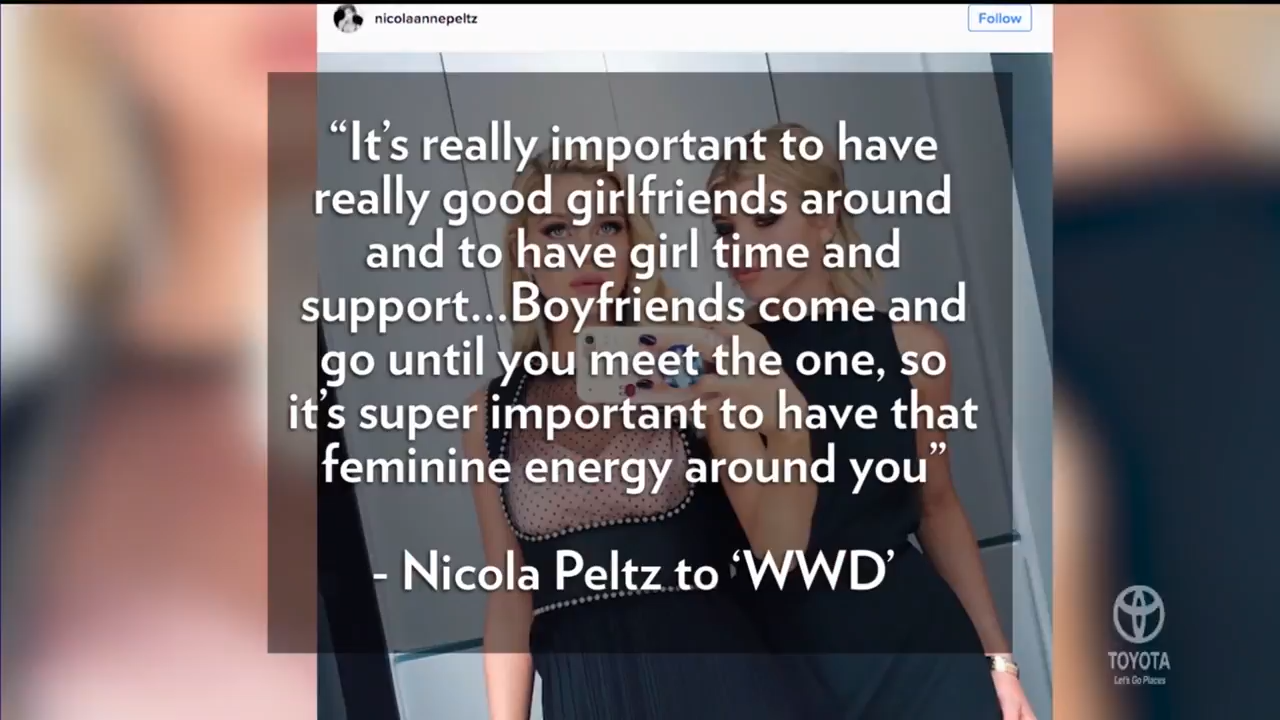 nicolaannepeltz
Follow
“It’s really important to have
really good girlfriends around
and to have girl time and
support...Boyfriends come and
go until you meet the one, so
it’s super important to have that
feminine energy around you”
- Nicola Peltz to ‘WWD’
TOYOTA
Let's Go Places